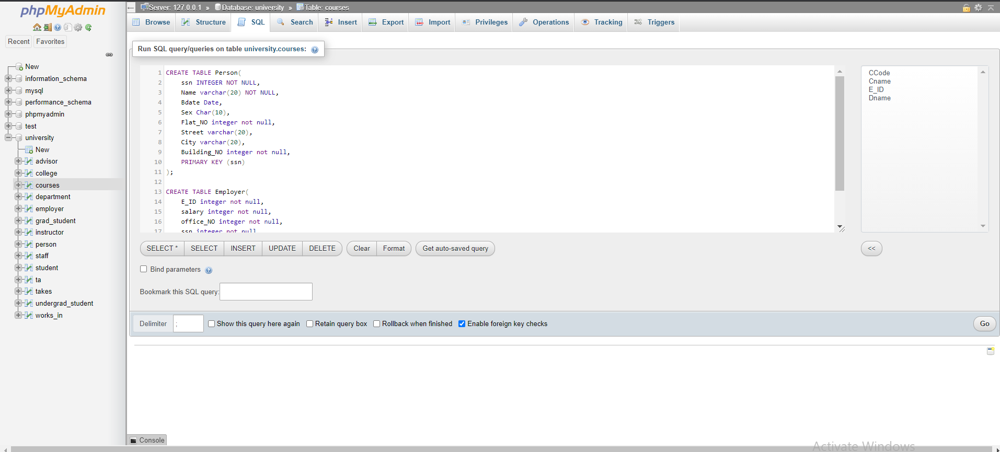 phpMyAdmin
Recent Favorites
New
information_schema
mysql
performance_schema
phpmyadmin
test
university
New
advisor
college
courses
department
employer
grad_student
instructor
person
staff
student
ta
takes
undergrad_student
works_in
Server: 127.0.0.1 » Database: university » Table: courses
Browse Structure SQL Search Insert Export Import Privileges Operations Tracking Triggers
Run SQL query/queries on table university.courses:
1 CREATE TABLE Person(
2 ssn INTEGER NOT NULL,
3 Name varchar(20) NOT NULL,
4 Bdate Date,
5 Sex Char(10),
6 Flat_NO integer not null,
7 Street varchar(20),
8 City varchar(20),
9 Building_NO integer not null,
10 PRIMARY KEY (ssn)
11 );
12
13 CREATE TABLE Employer(
14 E_ID integer not null,
15 salary integer not null,
16 office_NO integer not null,
17 ssn integer not null
CCode
Cname
E_ID
Dname
SELECT * SELECT INSERT UPDATE DELETE Clear Format Get auto-saved query <<
Bind parameters
Bookmark this SQL query:
Delimiter ; Show this query here again Retain query box Rollback when finished Enable foreign key checks Go
Console
Activate Windows